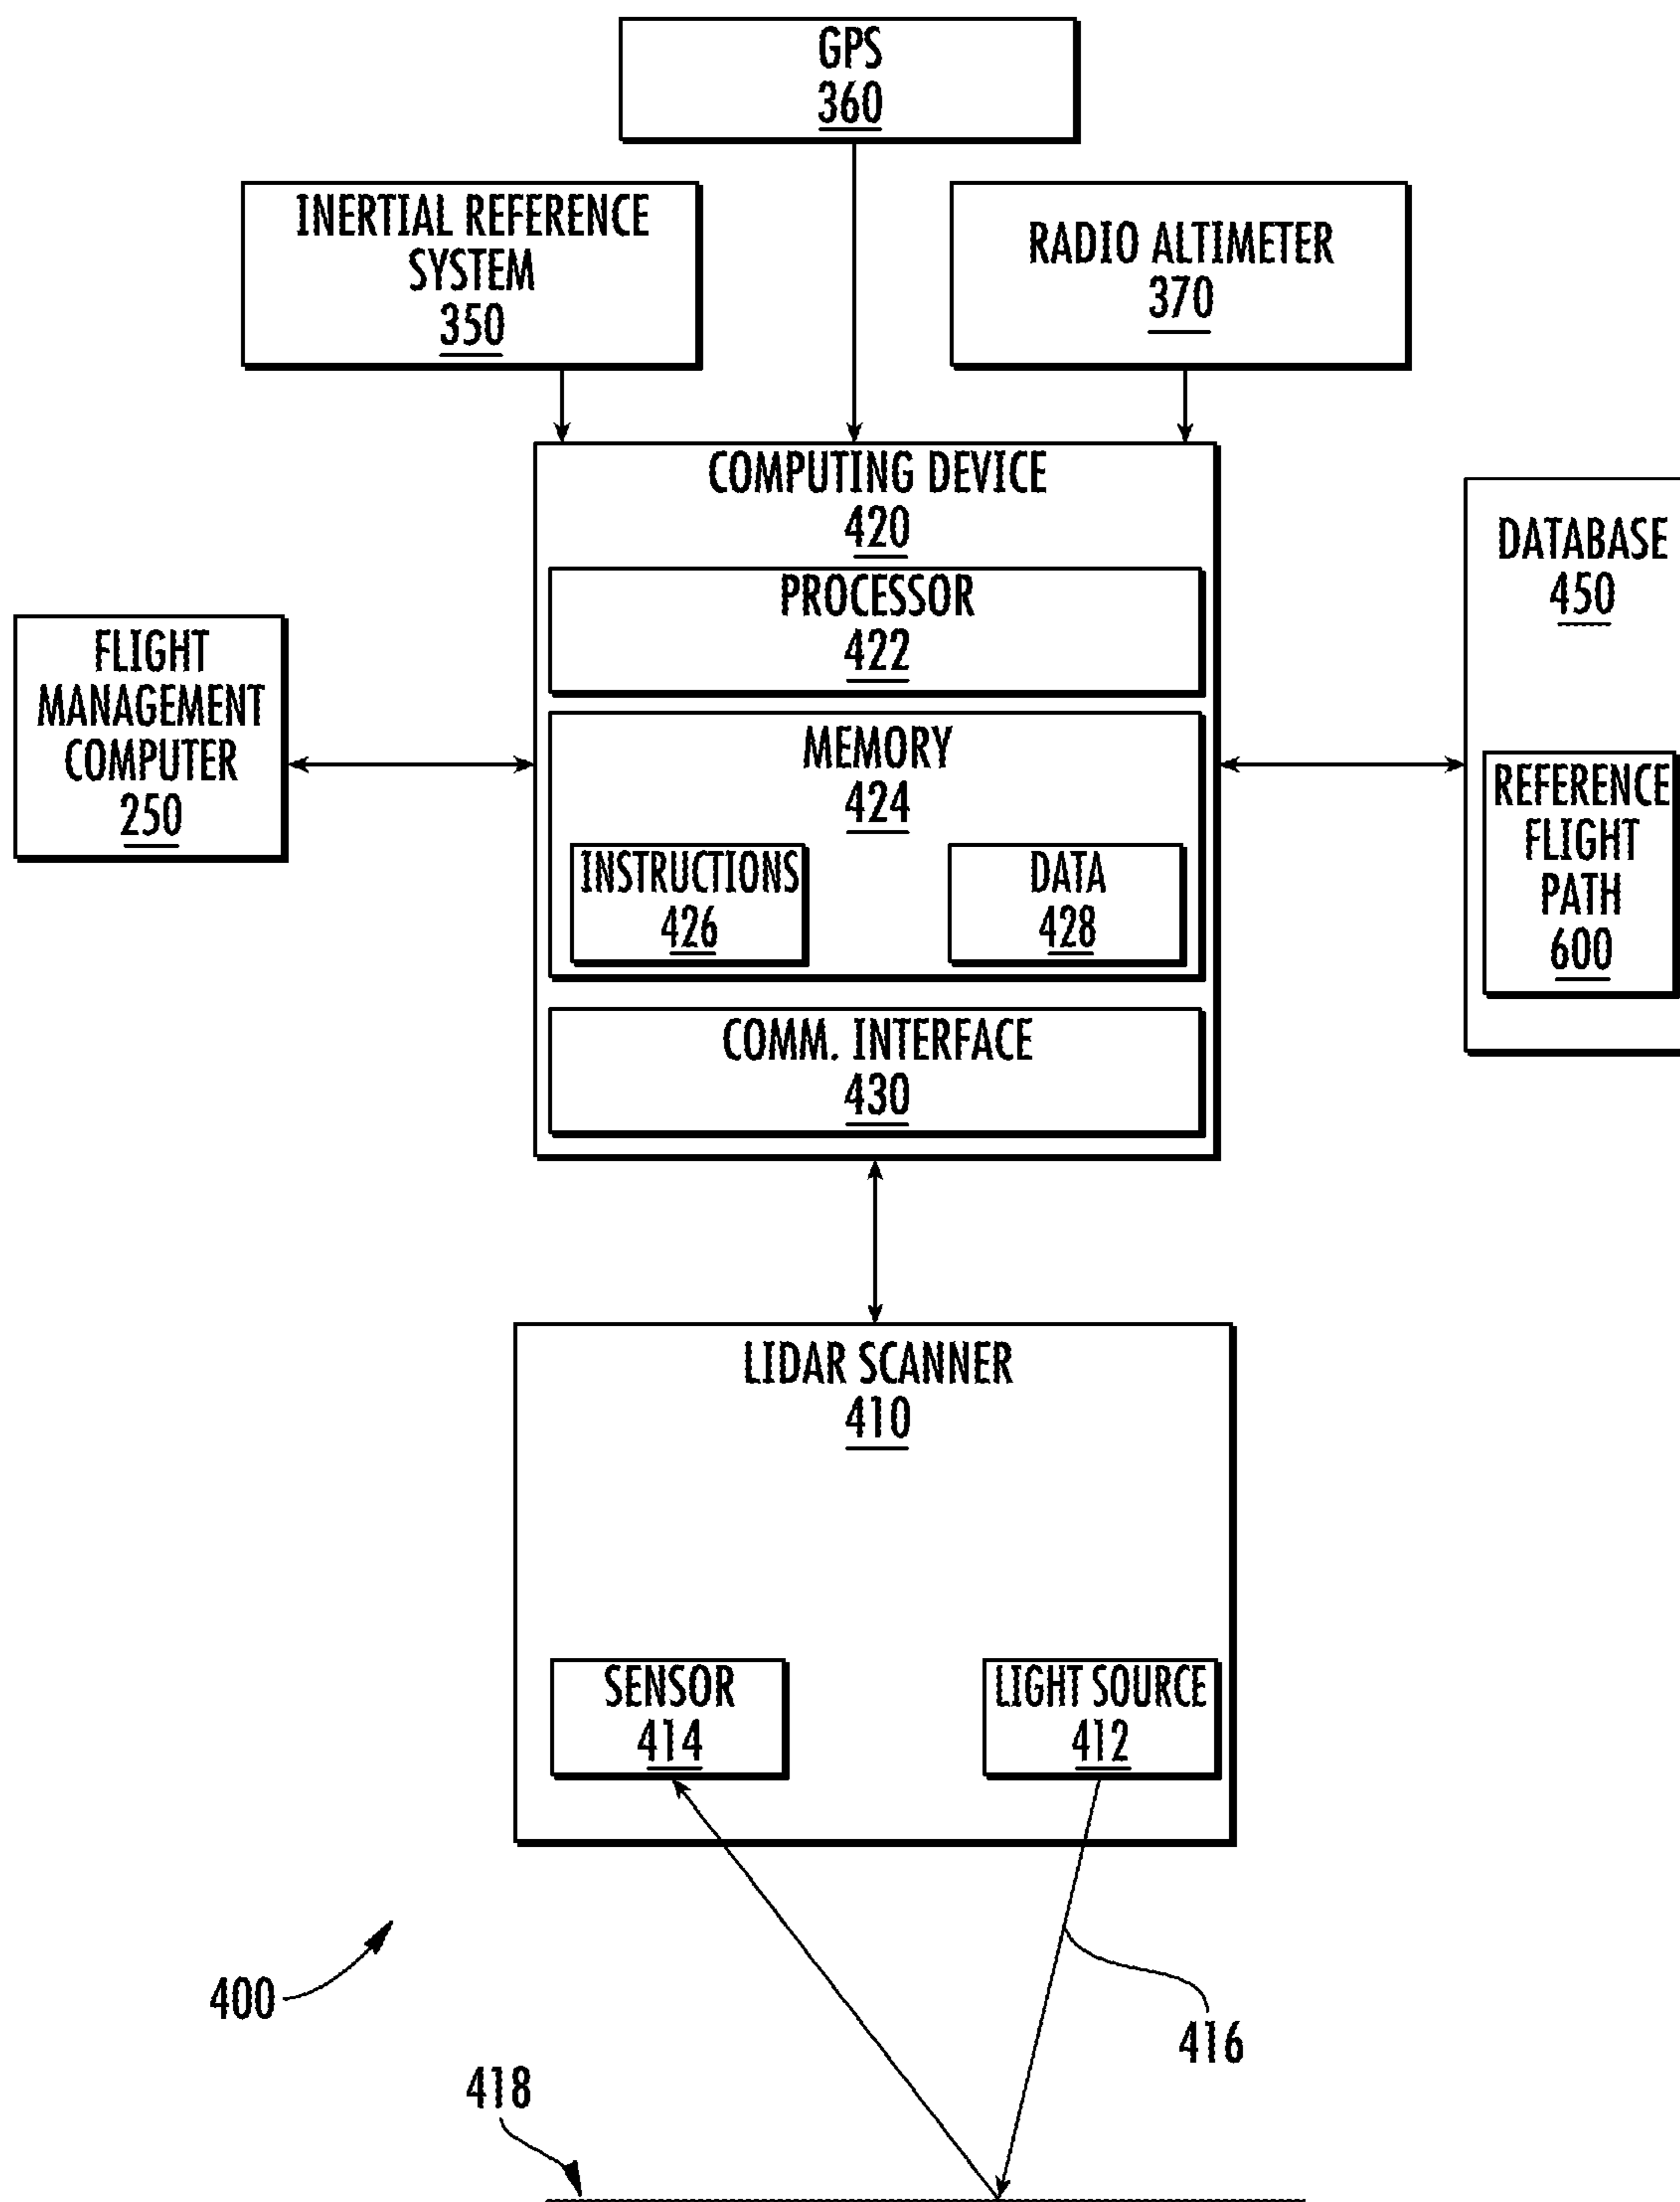 GPS
360
INERTIAL REFERENCE
SYSTEM
350
RADIO ALTIMETER
370
COMPUTING DEVICE
420
PROCESSOR
422
MEMORY
424
INSTRUCTIONS
426
DATA
428
COMM. INTERFACE
430
FLIGHT
MANAGEMENT
COMPUTER
250
DATABASE
450
REFERENCE
FLIGHT
PATH
600
LIDAR SCANNER
410
SENSOR
414
LIGHT SOURCE
412
400
416
418